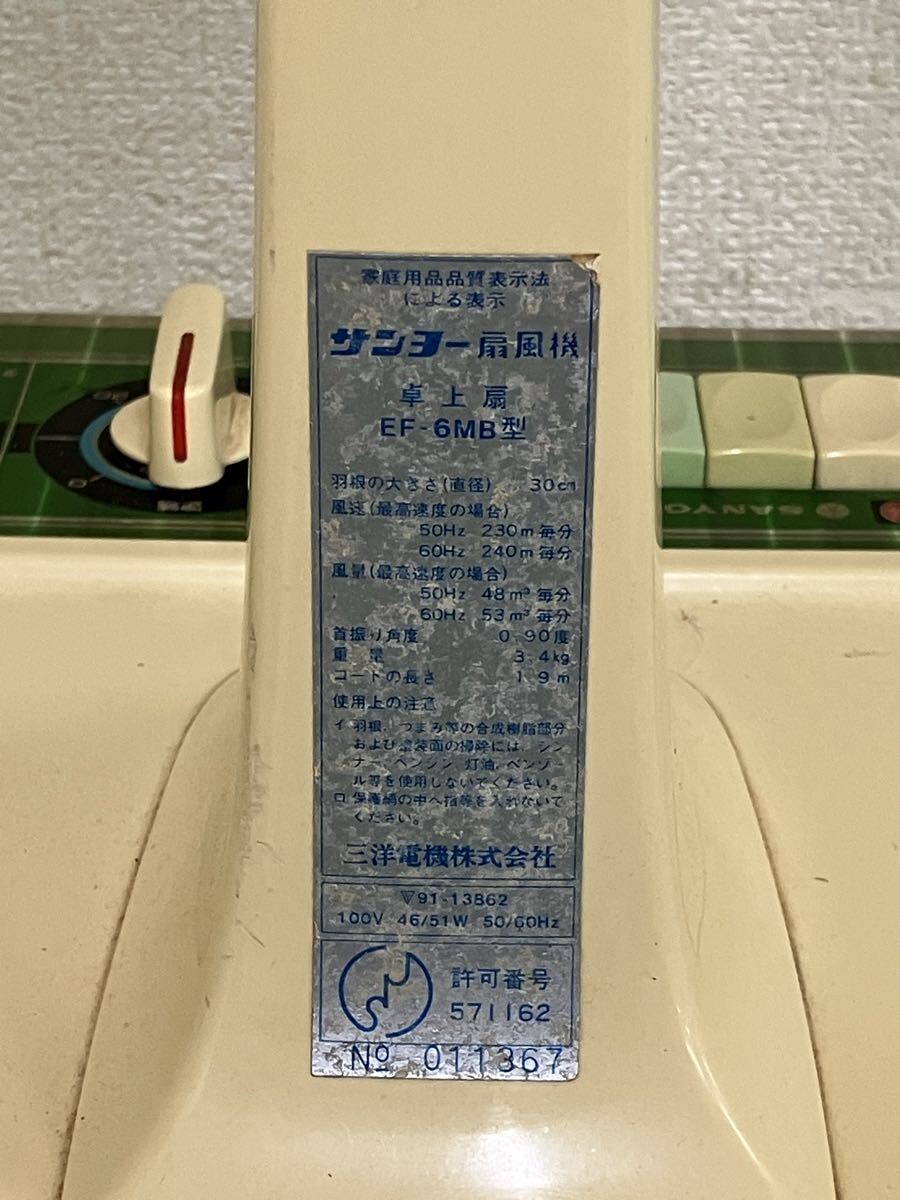 家庭用品品質表示法
による表示
サンヨー扇風機
卓上扇
EF-6MB型
羽根の大きさ(直径) 30cm
風速(最高速度の場合)
50Hz 230m毎分
60Hz 240m毎分
風量(最高速度の場合)
50Hz 48m³毎分
60Hz 53m³毎分
首振り角度 0,90度
重量 3.4kg
コードの長さ 1.9m
使用上の注意
イ 羽根、つまみ等の合成樹脂部分
および塗装面の掃除には、シン
ナー、ベンジン、灯油、ベンゾ
ル等を使用しないでください。
ロ 保護網の中へ指等を入れないで
ください。
三洋電機株式会社
▽91-13862
100V 46/51W 50/60Hz
許可番号
571162
No 011367
SANYO